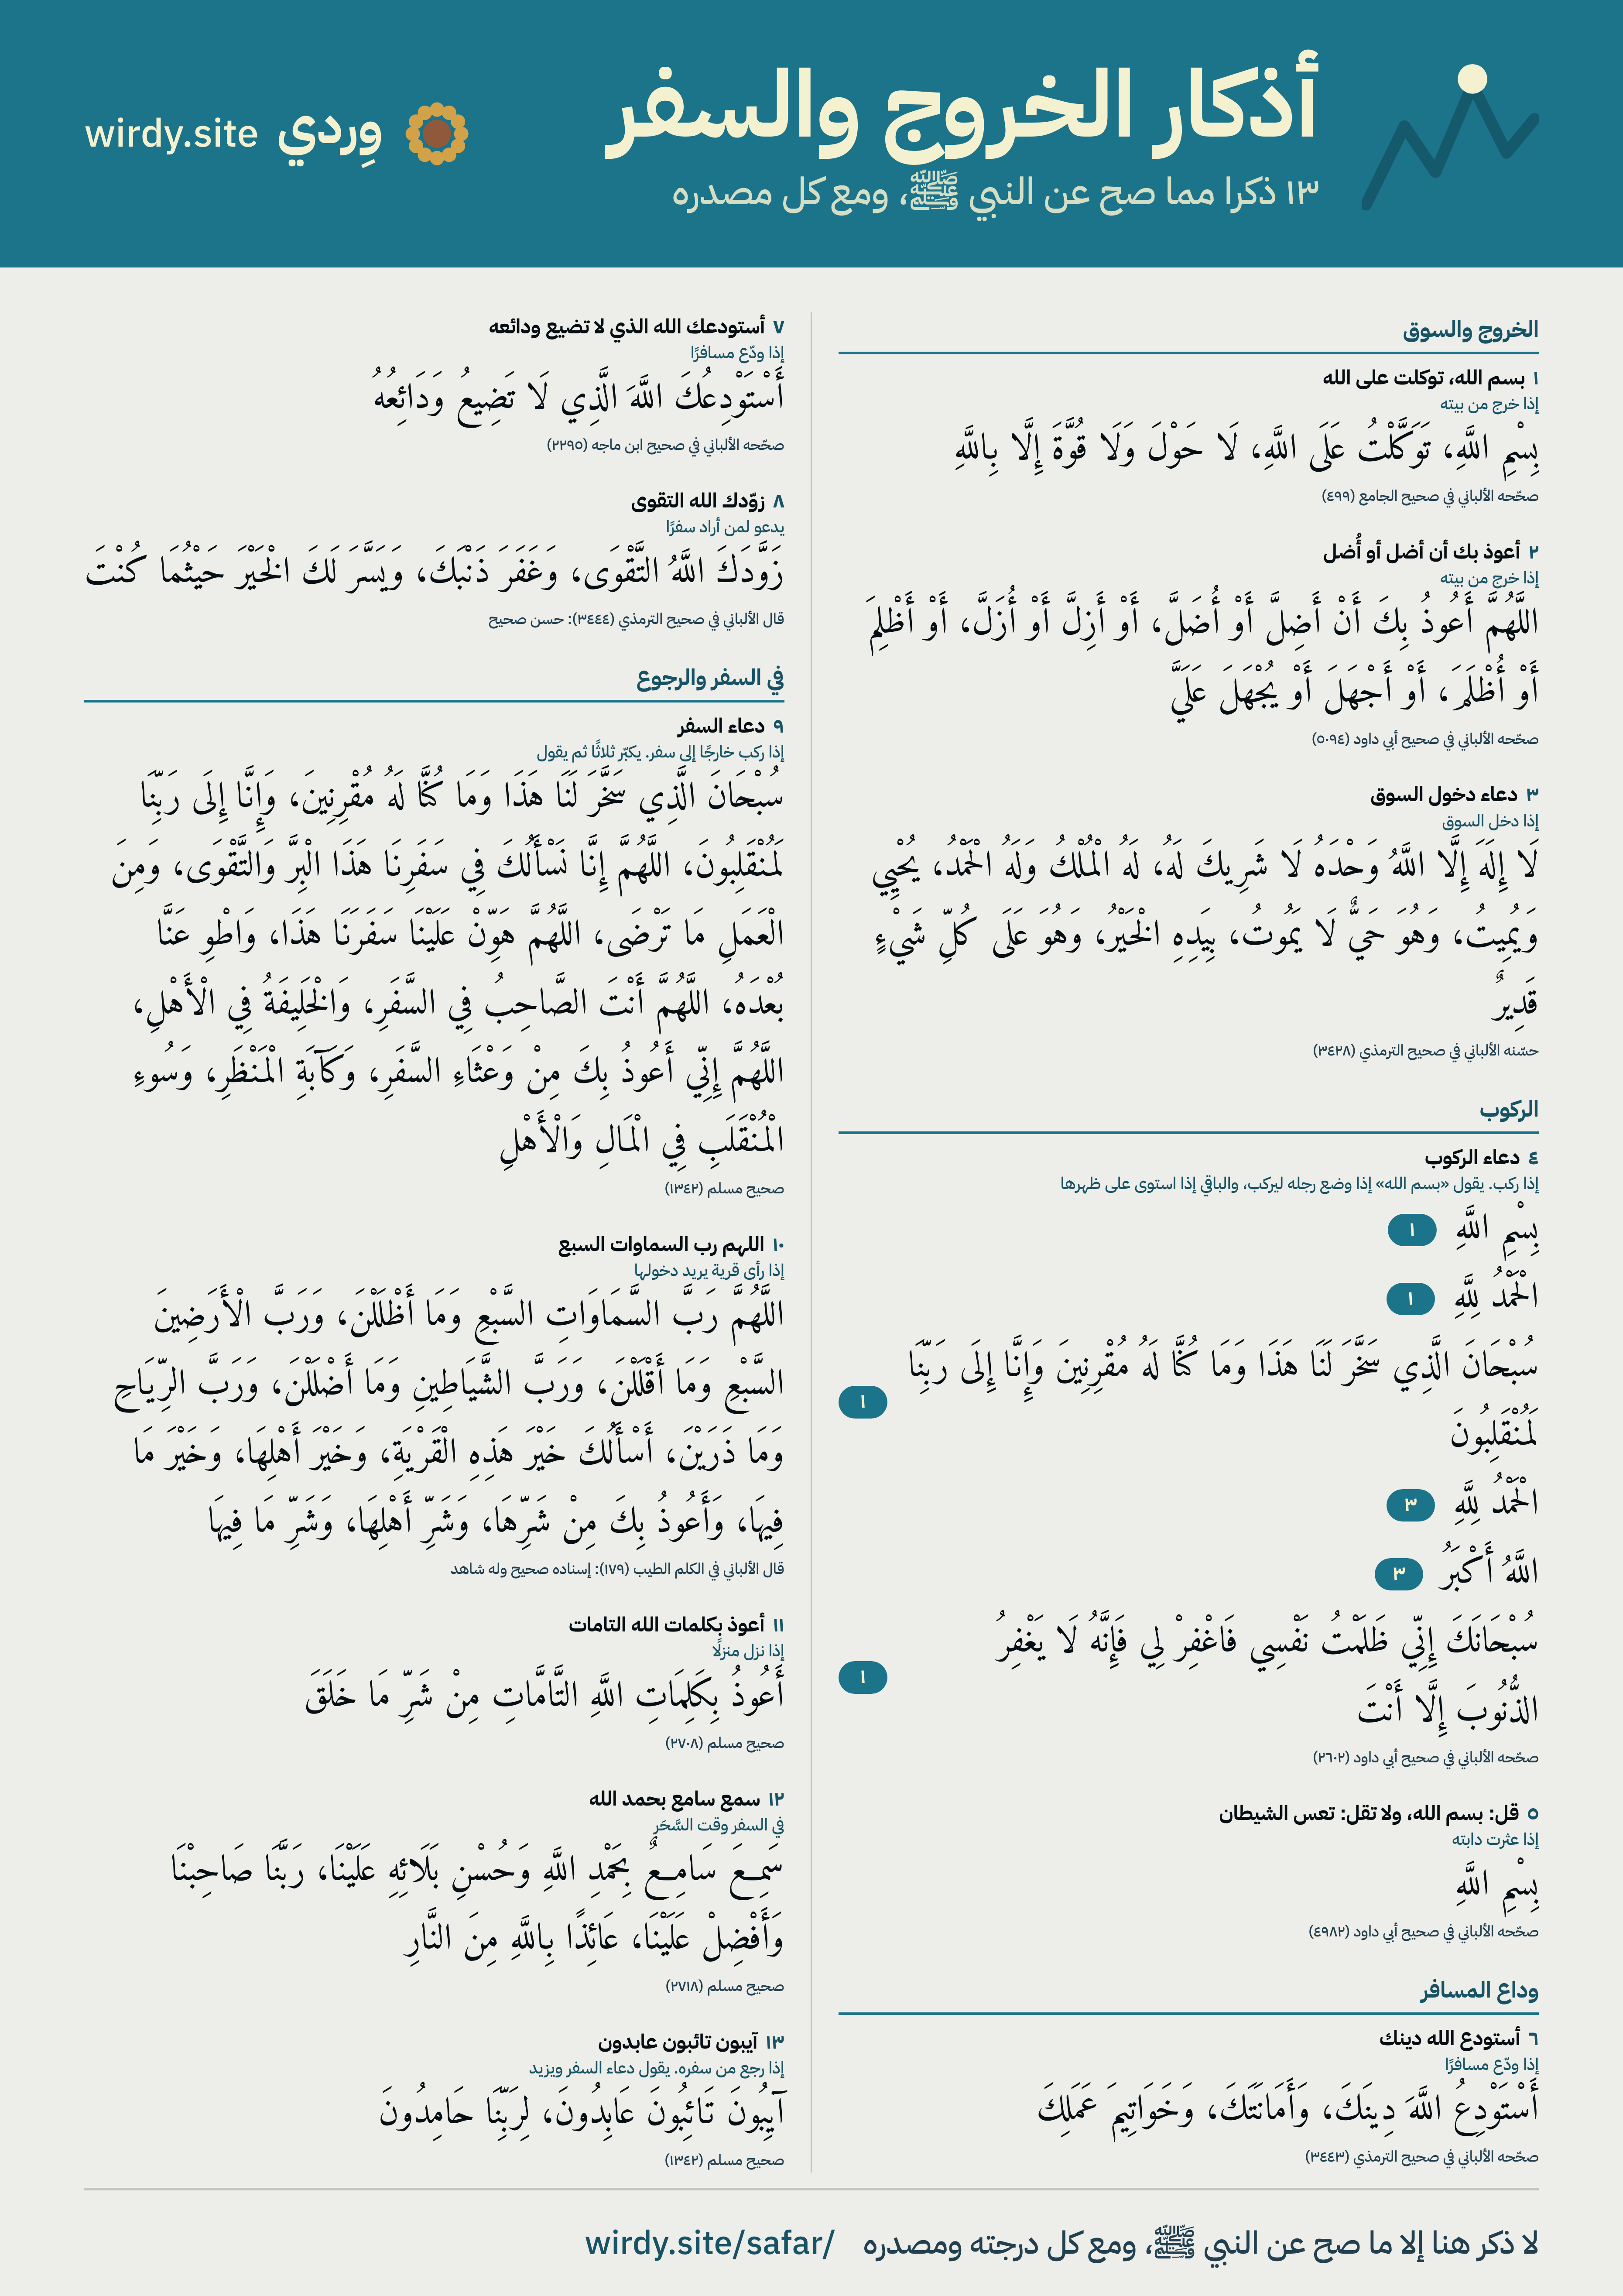 أذكار الخروج والسفر
١٣ ذكرا مما صح عن النبي ﷺ، ومع كل مصدره
وِردي wirdy.site
الخروج والسوق
١ بسم الله، توكلت على الله
إذا خرج من بيته
بِسْمِ اللَّهِ، تَوَكَّلْتُ عَلَى اللَّهِ، لَا حَوْلَ وَلَا قُوَّةَ إِلَّا بِاللَّهِ
صحّحه الألباني في صحيح الجامع (٤٩٩)
٢ أعوذ بك أن أضل أو أُضل
إذا خرج من بيته
اللَّهُمَّ أَعُوذُ بِكَ أَنْ أَضِلَّ أَوْ أُضَلَّ، أَوْ أَزِلَّ أَوْ أُزَلَّ، أَوْ أَظْلِمَ
أَوْ أُظْلَمَ، أَوْ أَجْهَلَ أَوْ يُجْهَلَ عَلَيَّ
صحّحه الألباني في صحيح أبي داود (٥٠٩٤)
٣ دعاء دخول السوق
إذا دخل السوق
لَا إِلَهَ إِلَّا اللَّهُ وَحْدَهُ لَا شَرِيكَ لَهُ، لَهُ الْمُلْكُ وَلَهُ الْحَمْدُ، يُحْيِي
وَيُمِيتُ، وَهُوَ حَيٌّ لَا يَمُوتُ، بِيَدِهِ الْخَيْرُ، وَهُوَ عَلَى كُلِّ شَيْءٍ
قَدِيرٌ
حسّنه الألباني في صحيح الترمذي (٣٤٢٨)
الركوب
٤ دعاء الركوب
إذا ركب. يقول «بسم الله» إذا وضع رجله ليركب، والباقي إذا استوى على ظهرها
بِسْمِ اللَّهِ ١
الْحَمْدُ لِلَّهِ ١
سُبْحَانَ الَّذِي سَخَّرَ لَنَا هَذَا وَمَا كُنَّا لَهُ مُقْرِنِينَ وَإِنَّا إِلَى رَبِّنَا
لَمُنْقَلِبُونَ ١
الْحَمْدُ لِلَّهِ ٣
اللَّهُ أَكْبَرُ ٣
سُبْحَانَكَ إِنِّي ظَلَمْتُ نَفْسِي فَاغْفِرْ لِي فَإِنَّهُ لَا يَغْفِرُ
الذُّنُوبَ إِلَّا أَنْتَ ١
صحّحه الألباني في صحيح أبي داود (٢٦٠٢)
٥ قل: بسم الله، ولا تقل: تعس الشيطان
إذا عثرت دابته
بِسْمِ اللَّهِ
صحّحه الألباني في صحيح أبي داود (٤٩٨٢)
وداع المسافر
٦ أستودع الله دينك
إذا ودّع مسافرًا
أَسْتَوْدِعُ اللَّهَ دِينَكَ، وَأَمَانَتَكَ، وَخَوَاتِيمَ عَمَلِكَ
صحّحه الألباني في صحيح الترمذي (٣٤٤٣)
٧ أستودعك الله الذي لا تضيع ودائعه
إذا ودّع مسافرًا
أَسْتَوْدِعُكَ اللَّهَ الَّذِي لَا تَضِيعُ وَدَائِعُهُ
صحّحه الألباني في صحيح ابن ماجه (٢٢٩٥)
٨ زوّدك الله التقوى
يدعو لمن أراد سفرًا
زَوَّدَكَ اللَّهُ التَّقْوَى، وَغَفَرَ ذَنْبَكَ، وَيَسَّرَ لَكَ الْخَيْرَ حَيْثُمَا كُنْتَ
قال الألباني في صحيح الترمذي (٣٤٤٤): حسن صحيح
في السفر والرجوع
٩ دعاء السفر
إذا ركب خارجًا إلى سفر. يكبّر ثلاثًا ثم يقول
سُبْحَانَ الَّذِي سَخَّرَ لَنَا هَذَا وَمَا كُنَّا لَهُ مُقْرِنِينَ، وَإِنَّا إِلَى رَبِّنَا
لَمُنْقَلِبُونَ، اللَّهُمَّ إِنَّا نَسْأَلُكَ فِي سَفَرِنَا هَذَا الْبِرَّ وَالتَّقْوَى، وَمِنَ
الْعَمَلِ مَا تَرْضَى، اللَّهُمَّ هَوِّنْ عَلَيْنَا سَفَرَنَا هَذَا، وَاطْوِ عَنَّا
بُعْدَهُ، اللَّهُمَّ أَنْتَ الصَّاحِبُ فِي السَّفَرِ، وَالْخَلِيفَةُ فِي الْأَهْلِ،
اللَّهُمَّ إِنِّي أَعُوذُ بِكَ مِنْ وَعْثَاءِ السَّفَرِ، وَكَآبَةِ الْمَنْظَرِ، وَسُوءِ
الْمُنْقَلَبِ فِي الْمَالِ وَالْأَهْلِ
صحيح مسلم (١٣٤٢)
١٠ اللهم رب السماوات السبع
إذا رأى قرية يريد دخولها
اللَّهُمَّ رَبَّ السَّمَاوَاتِ السَّبْعِ وَمَا أَظْلَلْنَ، وَرَبَّ الْأَرَضِينَ
السَّبْعِ وَمَا أَقْلَلْنَ، وَرَبَّ الشَّيَاطِينِ وَمَا أَضْلَلْنَ، وَرَبَّ الرِّيَاحِ
وَمَا ذَرَيْنَ، أَسْأَلُكَ خَيْرَ هَذِهِ الْقَرْيَةِ، وَخَيْرَ أَهْلِهَا، وَخَيْرَ مَا
فِيهَا، وَأَعُوذُ بِكَ مِنْ شَرِّهَا، وَشَرِّ أَهْلِهَا، وَشَرِّ مَا فِيهَا
قال الألباني في الكلم الطيب (١٧٩): إسناده صحيح وله شاهد
١١ أعوذ بكلمات الله التامات
إذا نزل منزلًا
أَعُوذُ بِكَلِمَاتِ اللَّهِ التَّامَّاتِ مِنْ شَرِّ مَا خَلَقَ
صحيح مسلم (٢٧٠٨)
١٢ سمع سامع بحمد الله
في السفر وقت السَّحَر
سَمِعَ سَامِعٌ بِحَمْدِ اللَّهِ وَحُسْنِ بَلَائِهِ عَلَيْنَا، رَبَّنَا صَاحِبْنَا
وَأَفْضِلْ عَلَيْنَا، عَائِذًا بِاللَّهِ مِنَ النَّارِ
صحيح مسلم (٢٧١٨)
١٣ آيبون تائبون عابدون
إذا رجع من سفره. يقول دعاء السفر ويزيد
آيِبُونَ تَائِبُونَ عَابِدُونَ، لِرَبِّنَا حَامِدُونَ
صحيح مسلم (١٣٤٢)
لا ذكر هنا إلا ما صح عن النبي ﷺ، ومع كل درجته ومصدره wirdy.site/safar/